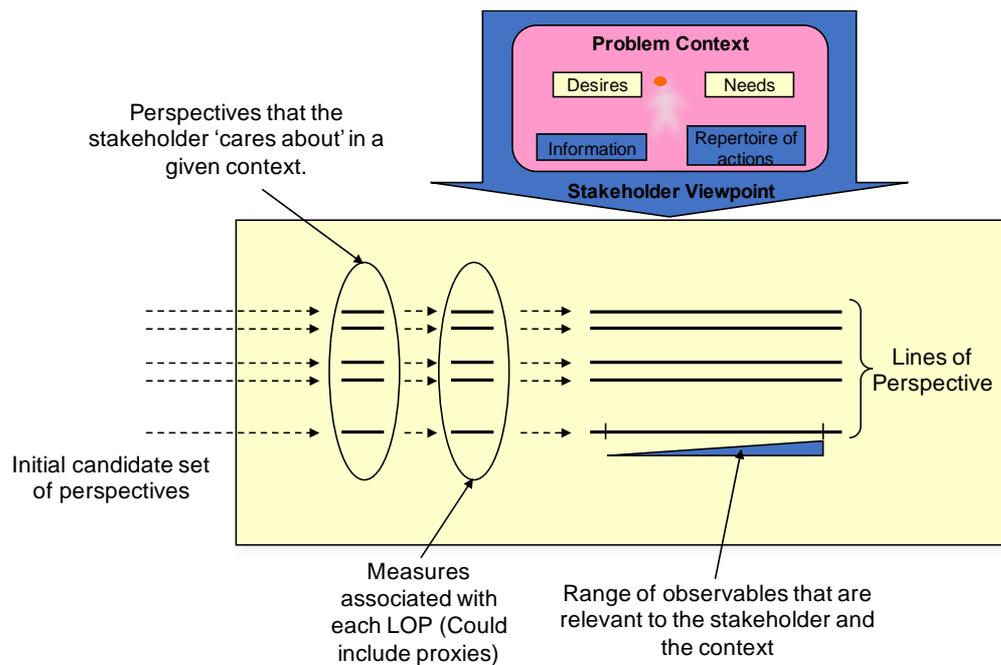 Problem Context
Desires
Needs
Information
Repertoire of
actions
Stakeholder Viewpoint
Perspectives that the
stakeholder ‘cares about’ in a
given context.
Lines of
Perspective
Initial candidate set
of perspectives
Measures
associated with
each LOP (Could
include proxies)
Range of observables that are
relevant to the stakeholder and
the context